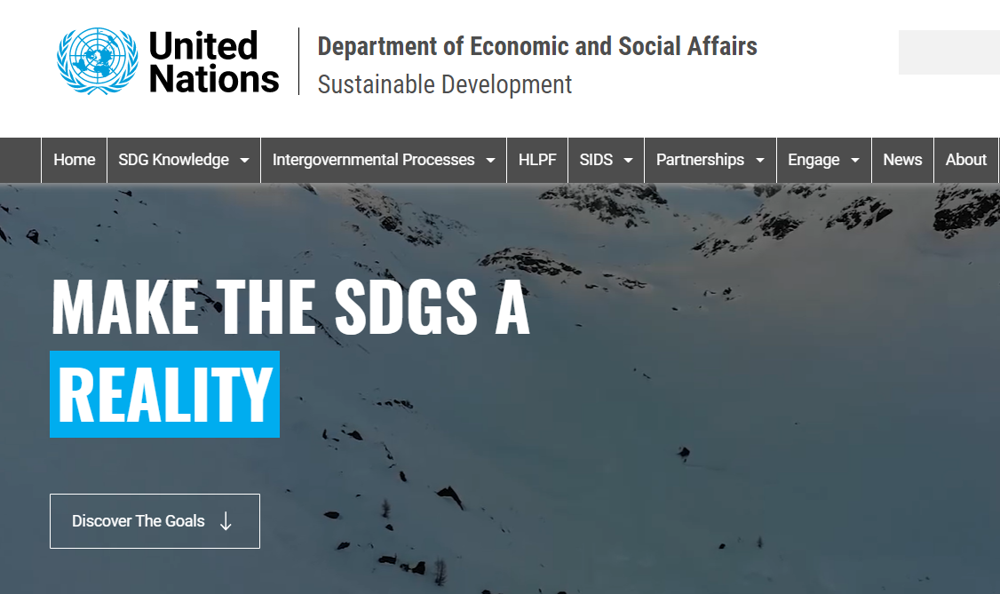 United
Nations
Department of Economic and Social Affairs
Sustainable Development
Home SDG Knowledge Intergovernmental Processes HLPF SIDS Partnerships Engage News About
MAKE THE SDGS A
REALITY
Discover The Goals